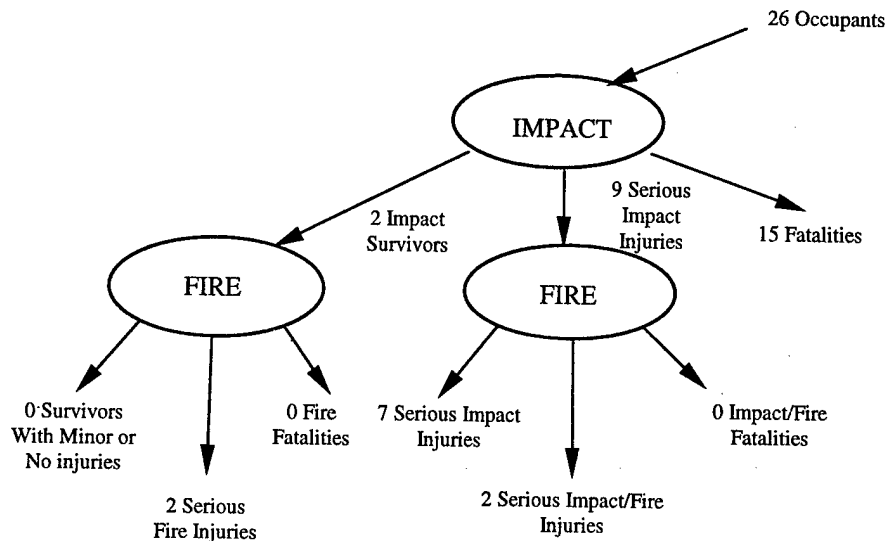 26 Occupants
IMPACT
2 Impact
Survivors
9 Serious
Impact
Injuries
15 Fatalities
FIRE
FIRE
0 Survivors
With Minor or
No injuries
0 Fire
Fatalities
7 Serious Impact
Injuries
0 Impact/Fire
Fatalities
2 Serious
Fire Injuries
2 Serious Impact/Fire
Injuries